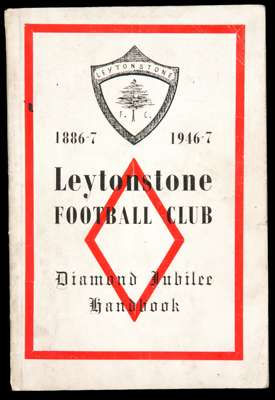 LEYTONSTONE
F. C.
1886-7 1946-7
Leytonstone
FOOTBALL CLUB
Diamond Jubilee
Handbook